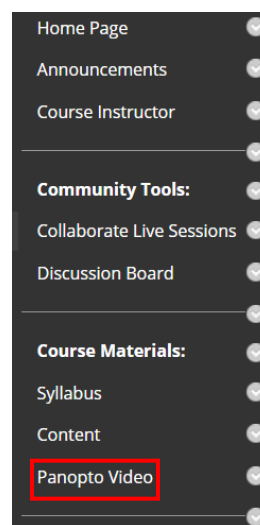 Home Page
Announcements
Course Instructor
Community Tools:
Collaborate Live Sessions
Discussion Board
Course Materials:
Syllabus
Content
Panopto Video